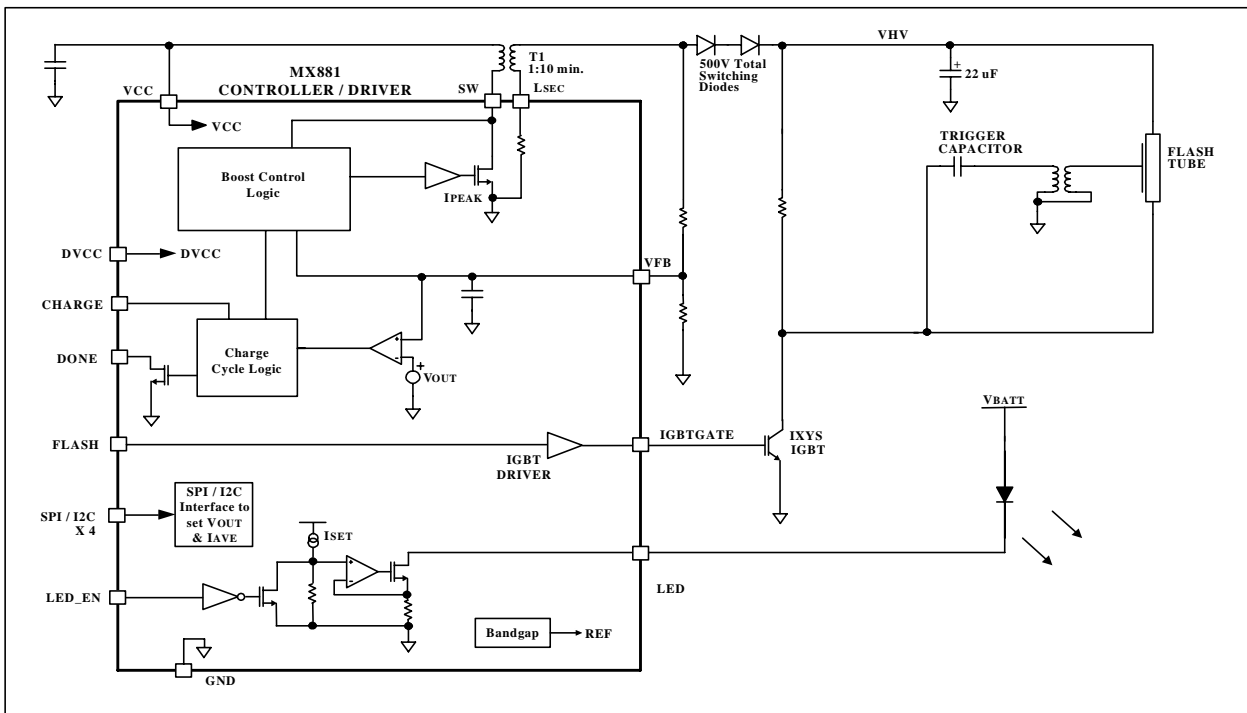 VHV
T1
1:10 min.
500V Total
Switching
Diodes
+
22 uF
MX881
CONTROLLER / DRIVER
VCC
SW
LSEC
VCC
TRIGGER
CAPACITOR
FLASH
TUBE
Boost Control
Logic
IPEAK
DVCC
DVCC
VFB
CHARGE
DONE
Charge
Cycle Logic
+
-
+
VOUT
VBATT
FLASH
IGBT
DRIVER
IGBTGATE
IXYS
IGBT
SPI / I2C
X 4
SPI / I2C
Interface to
set VOUT
& IAVE
ISET
+
-
LED_EN
LED
Bandgap
REF
GND